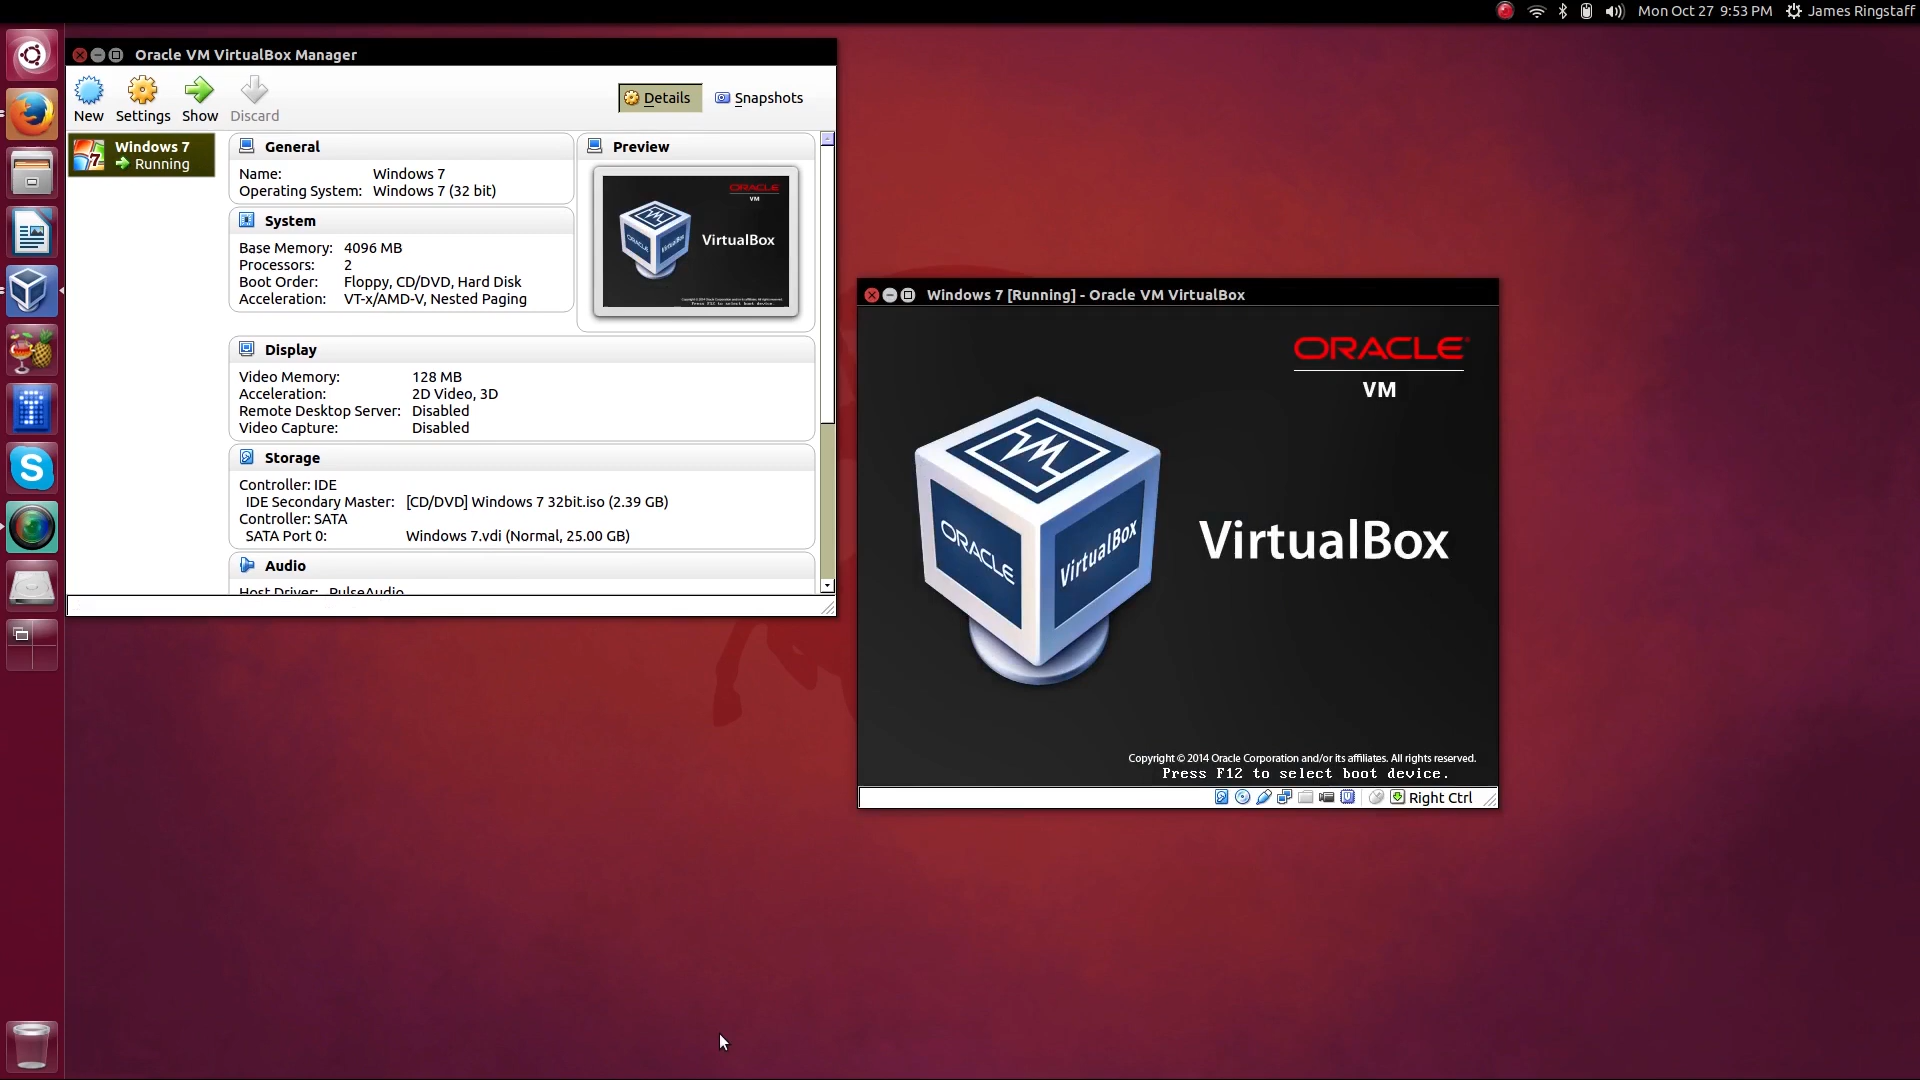 Mon Oct 27 9:53 PM James Ringstaff
Oracle VM VirtualBox Manager
New Settings Show Discard
Details Snapshots
Windows 7
Running
General
Name: Windows 7
Operating System: Windows 7 (32 bit)
System
Base Memory: 4096 MB
Processors: 2
Boot Order: Floppy, CD/DVD, Hard Disk
Acceleration: VT-x/AMD-V, Nested Paging
Preview
ORACLE
VM
VirtualBox
Display
Video Memory: 128 MB
Acceleration: 2D Video, 3D
Remote Desktop Server: Disabled
Video Capture: Disabled
Storage
Controller: IDE
IDE Secondary Master: [CD/DVD] Windows 7 32bit.iso (2.39 GB)
Controller: SATA
SATA Port 0: Windows 7.vdi (Normal, 25.00 GB)
Audio
Host Driver: PulseAudio
Windows 7 [Running] - Oracle VM VirtualBox
ORACLE
VM
ORACLE VirtualBox
VirtualBox
Copyright © 2014 Oracle Corporation and/or its affiliates. All rights reserved.
Press F12 to select boot device.
Right Ctrl